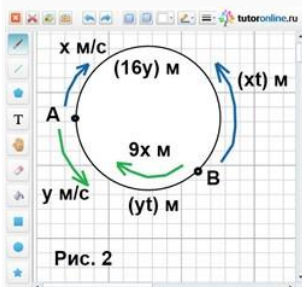 tutoronline.ru
x м/с
(16y) м
(xt) м
A
T
9x м
B
y м/с
(yt) м
Рис. 2